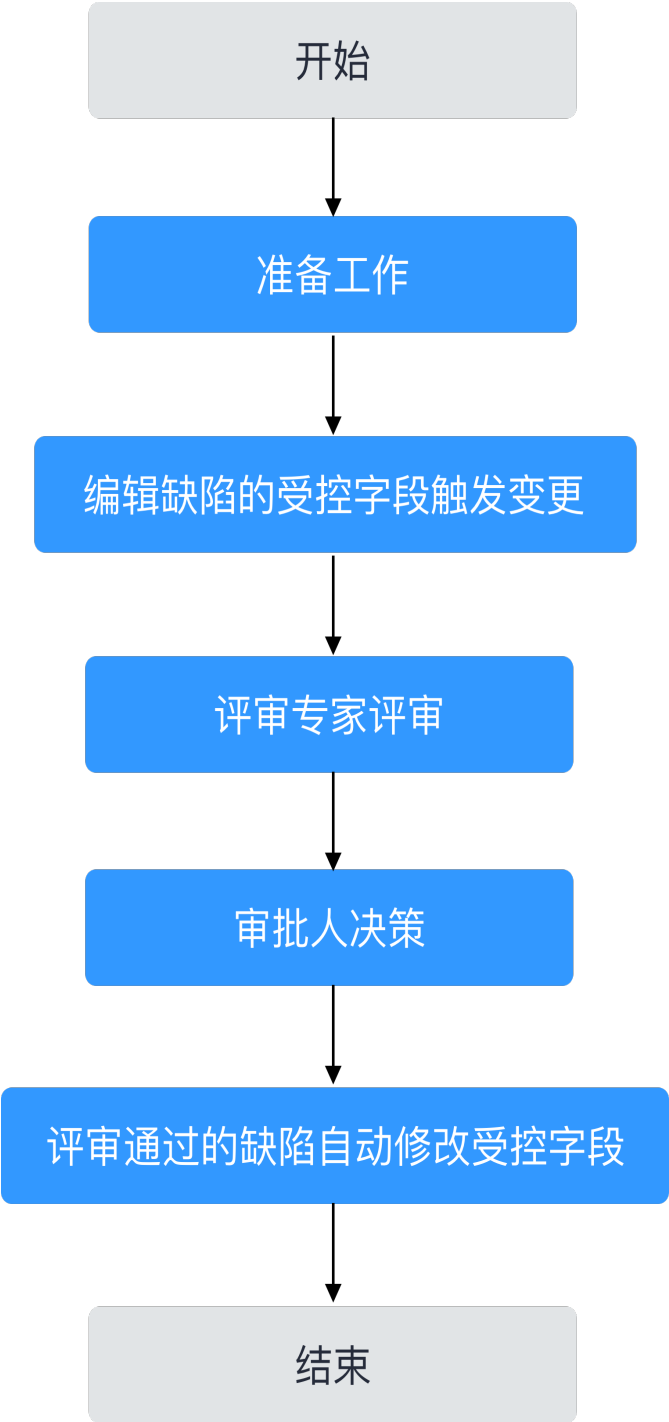 开始
准备工作
编辑缺陷的受控字段触发变更
评审专家评审
审批人决策
评审通过的缺陷自动修改受控字段
结束